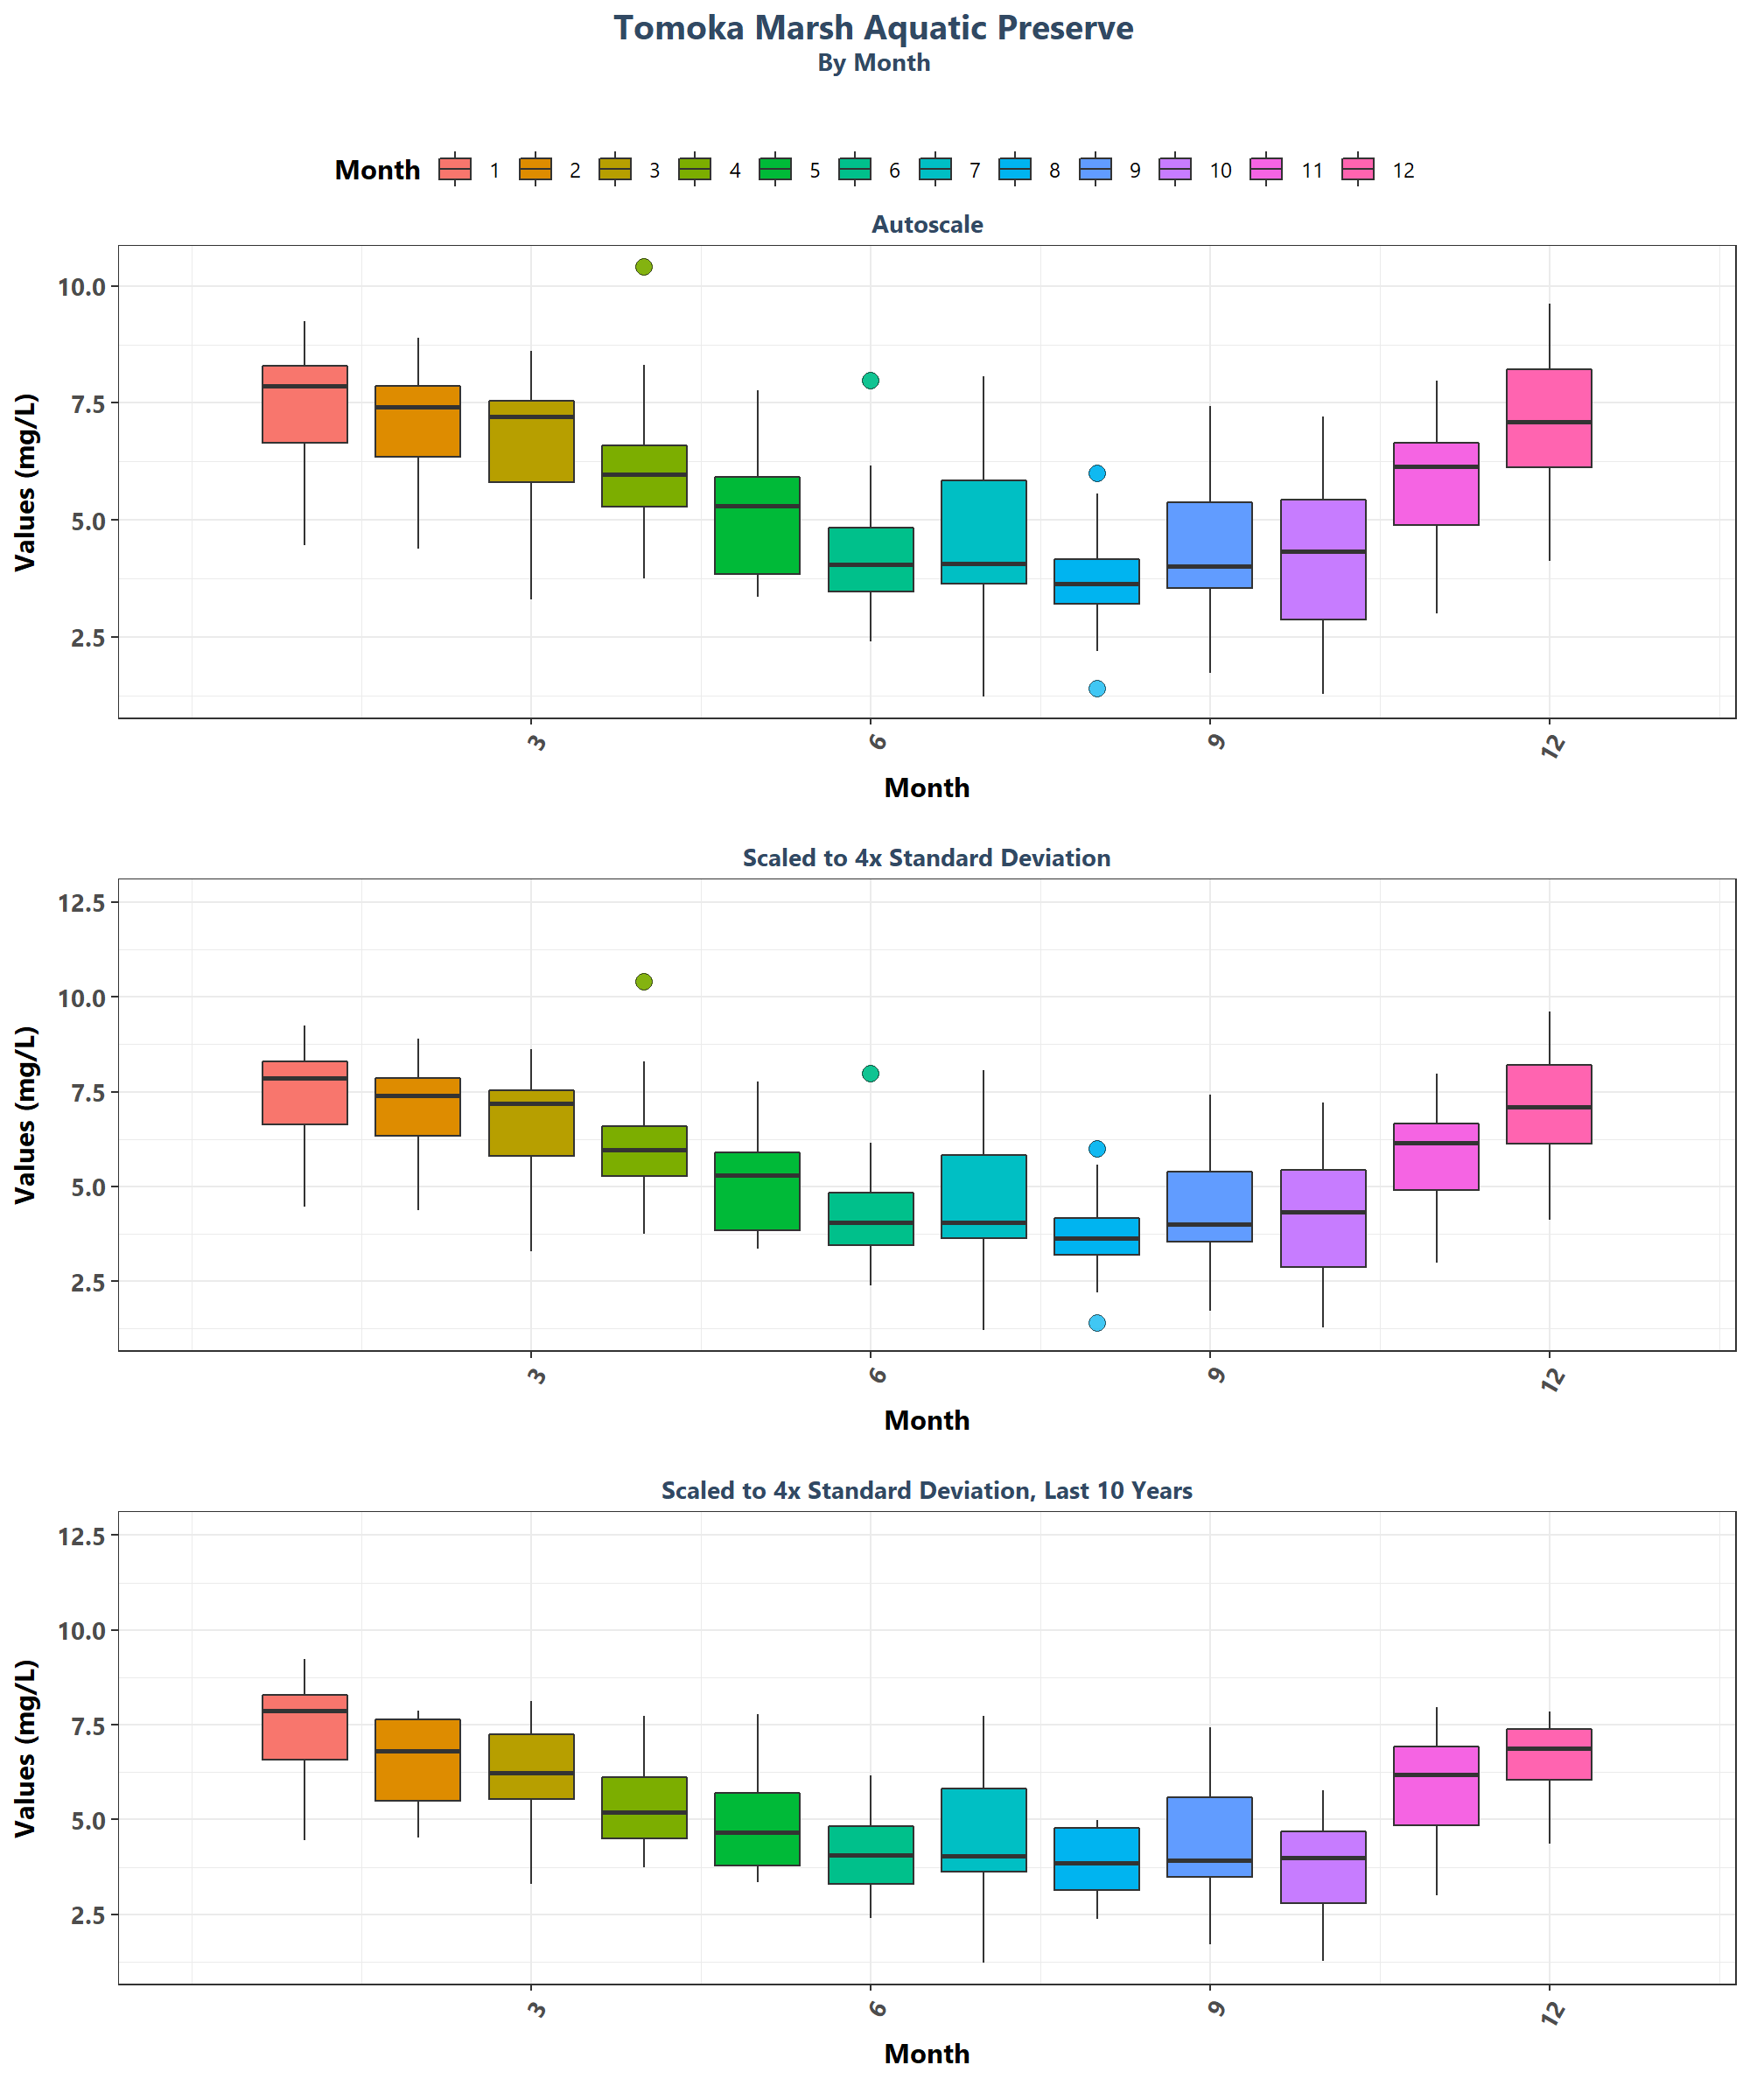 Tomoka Marsh Aquatic Preserve
By Month
Month 1 2 3 4 5 6 7 8 9 10 11 12
Autoscale
Values (mg/L)
10.0
7.5
5.0
2.5
3 6 9 12
Month
Scaled to 4x Standard Deviation
Values (mg/L)
12.5
10.0
7.5
5.0
2.5
3 6 9 12
Month
Scaled to 4x Standard Deviation, Last 10 Years
Values (mg/L)
12.5
10.0
7.5
5.0
2.5
3 6 9 12
Month